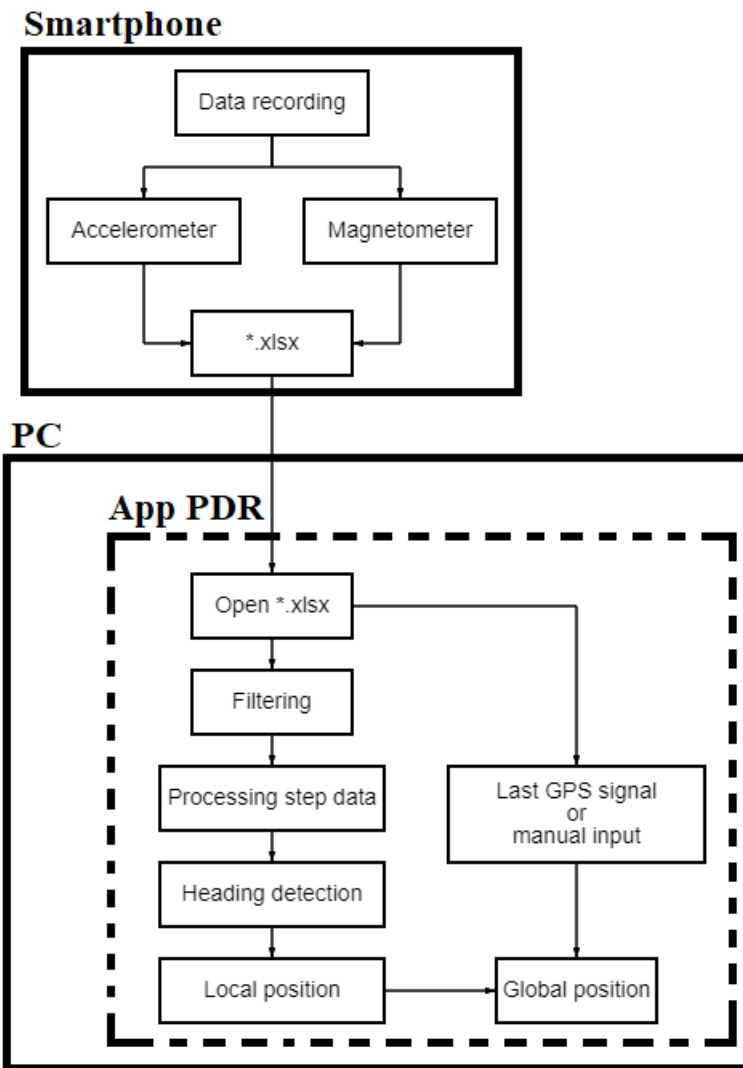 Smartphone
Data recording
Accelerometer
Magnetometer
*.xlsx
PC
App PDR
Open *.xlsx
Filtering
Processing step data
Last GPS signal
or
manual input
Heading detection
Local position
Global position